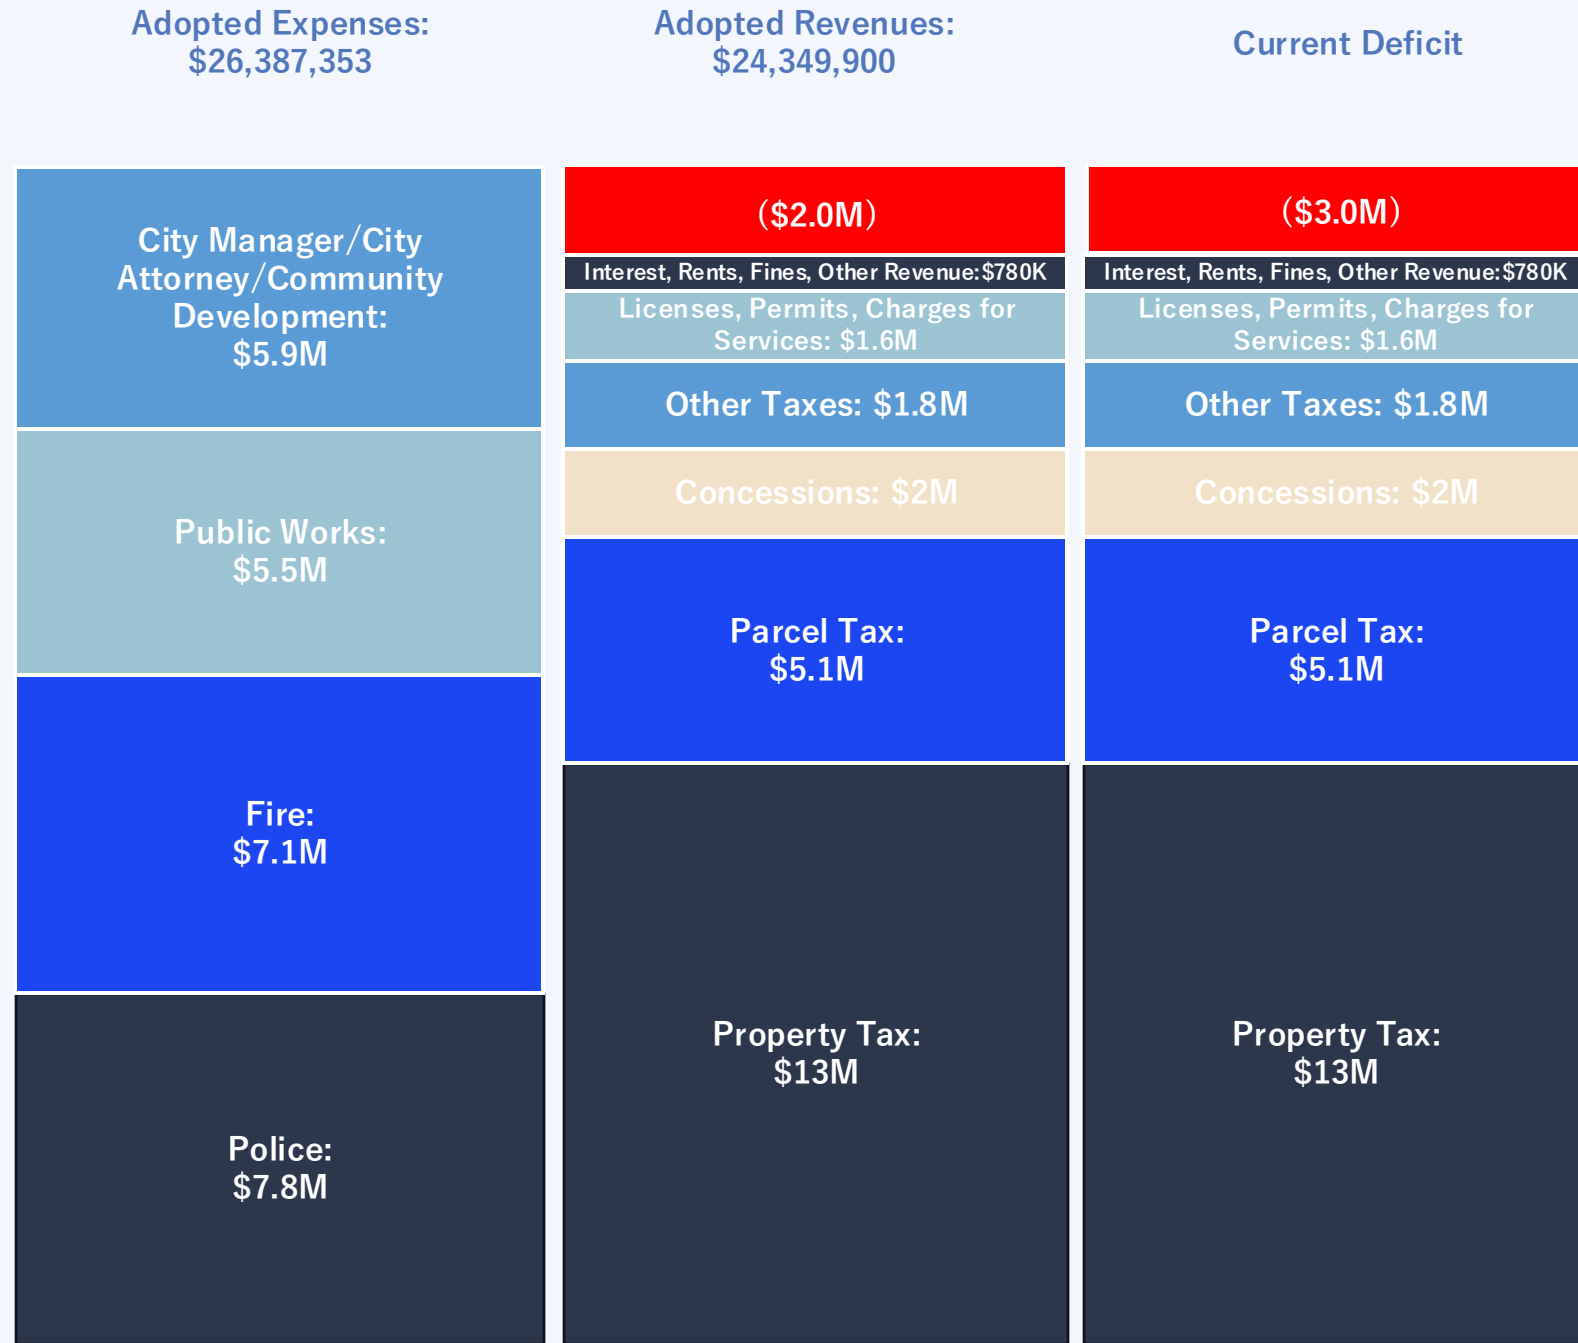 Adopted Expenses:
$26,387,353
City Manager/City
Attorney/Community
Development:
$5.9M
Public Works:
$5.5M
Fire:
$7.1M
Police:
$7.8M
Adopted Revenues:
$24,349,900
($2.0M)
Interest, Rents, Fines, Other Revenue:$780K
Licenses, Permits, Charges for
Services: $1.6M
Other Taxes: $1.8M
Concessions: $2M
Parcel Tax:
$5.1M
Property Tax:
$13M
Current Deficit
($3.0M)
Interest, Rents, Fines, Other Revenue:$780K
Licenses, Permits, Charges for
Services: $1.6M
Other Taxes: $1.8M
Concessions: $2M
Parcel Tax:
$5.1M
Property Tax:
$13M